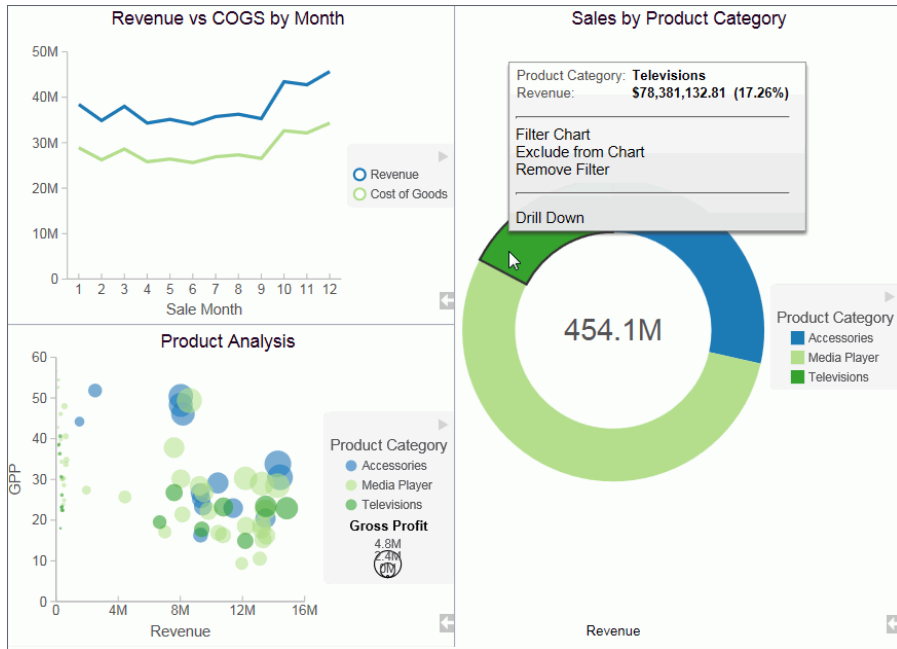 Revenue vs COGS by Month
50M
40M
30M
20M
10M
0
1 2 3 4 5 6 7 8 9 10 11 12
Sale Month
Revenue
Cost of Goods
Product Analysis
60
50
40
30
20
10
0
GPP
0 4M 8M 12M 16M
Revenue
Product Category
Accessories
Media Player
Televisions
Gross Profit
4.8M
2.4M
0M
Sales by Product Category
Product Category: Televisions
Revenue: $78,381,132.81 (17.26%)
Filter Chart
Exclude from Chart
Remove Filter
Drill Down
454.1M
Product Category
Accessories
Media Player
Televisions
Revenue